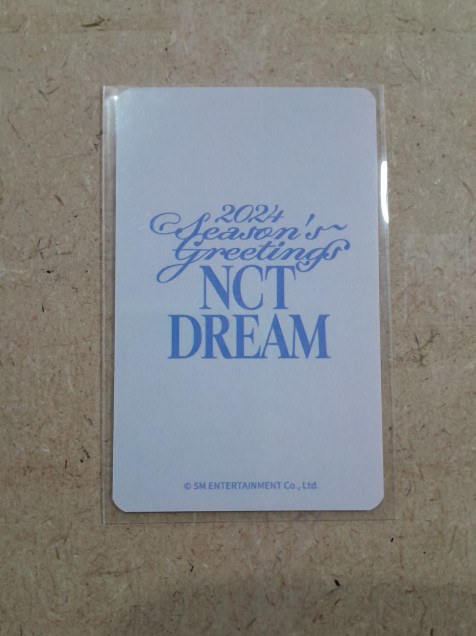 2024
Season's
Greetings
NCT
DREAM
© SM ENTERTAINMENT Co., Ltd.